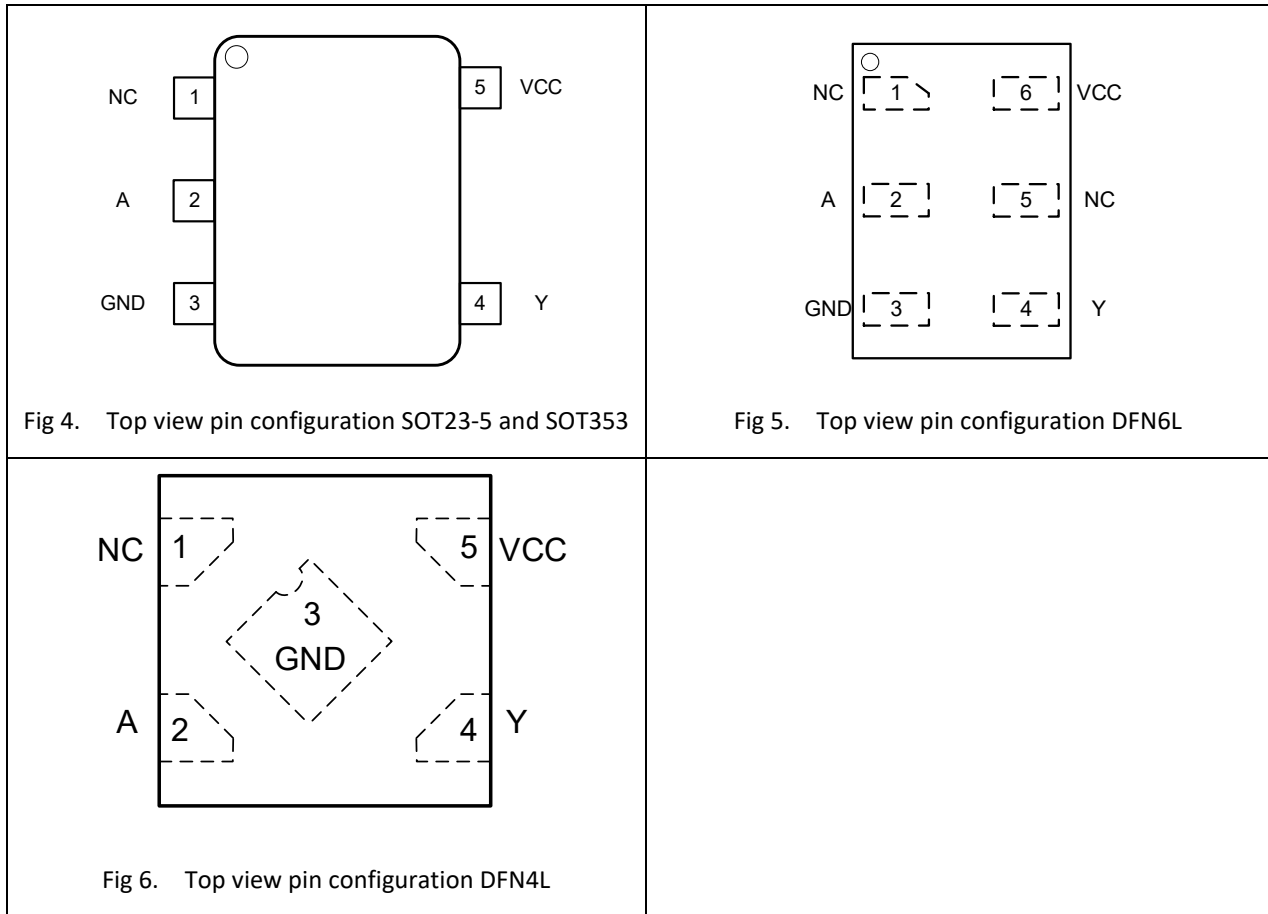 NC 1 5 VCC
A 2
GND 3 4 Y
Fig 4. Top view pin configuration SOT23-5 and SOT353
NC 1 6 VCC
A 2 5 NC
GND 3 4 Y
Fig 5. Top view pin configuration DFN6L
NC 1 5 VCC
3
GND
A 2 4 Y
Fig 6. Top view pin configuration DFN4L